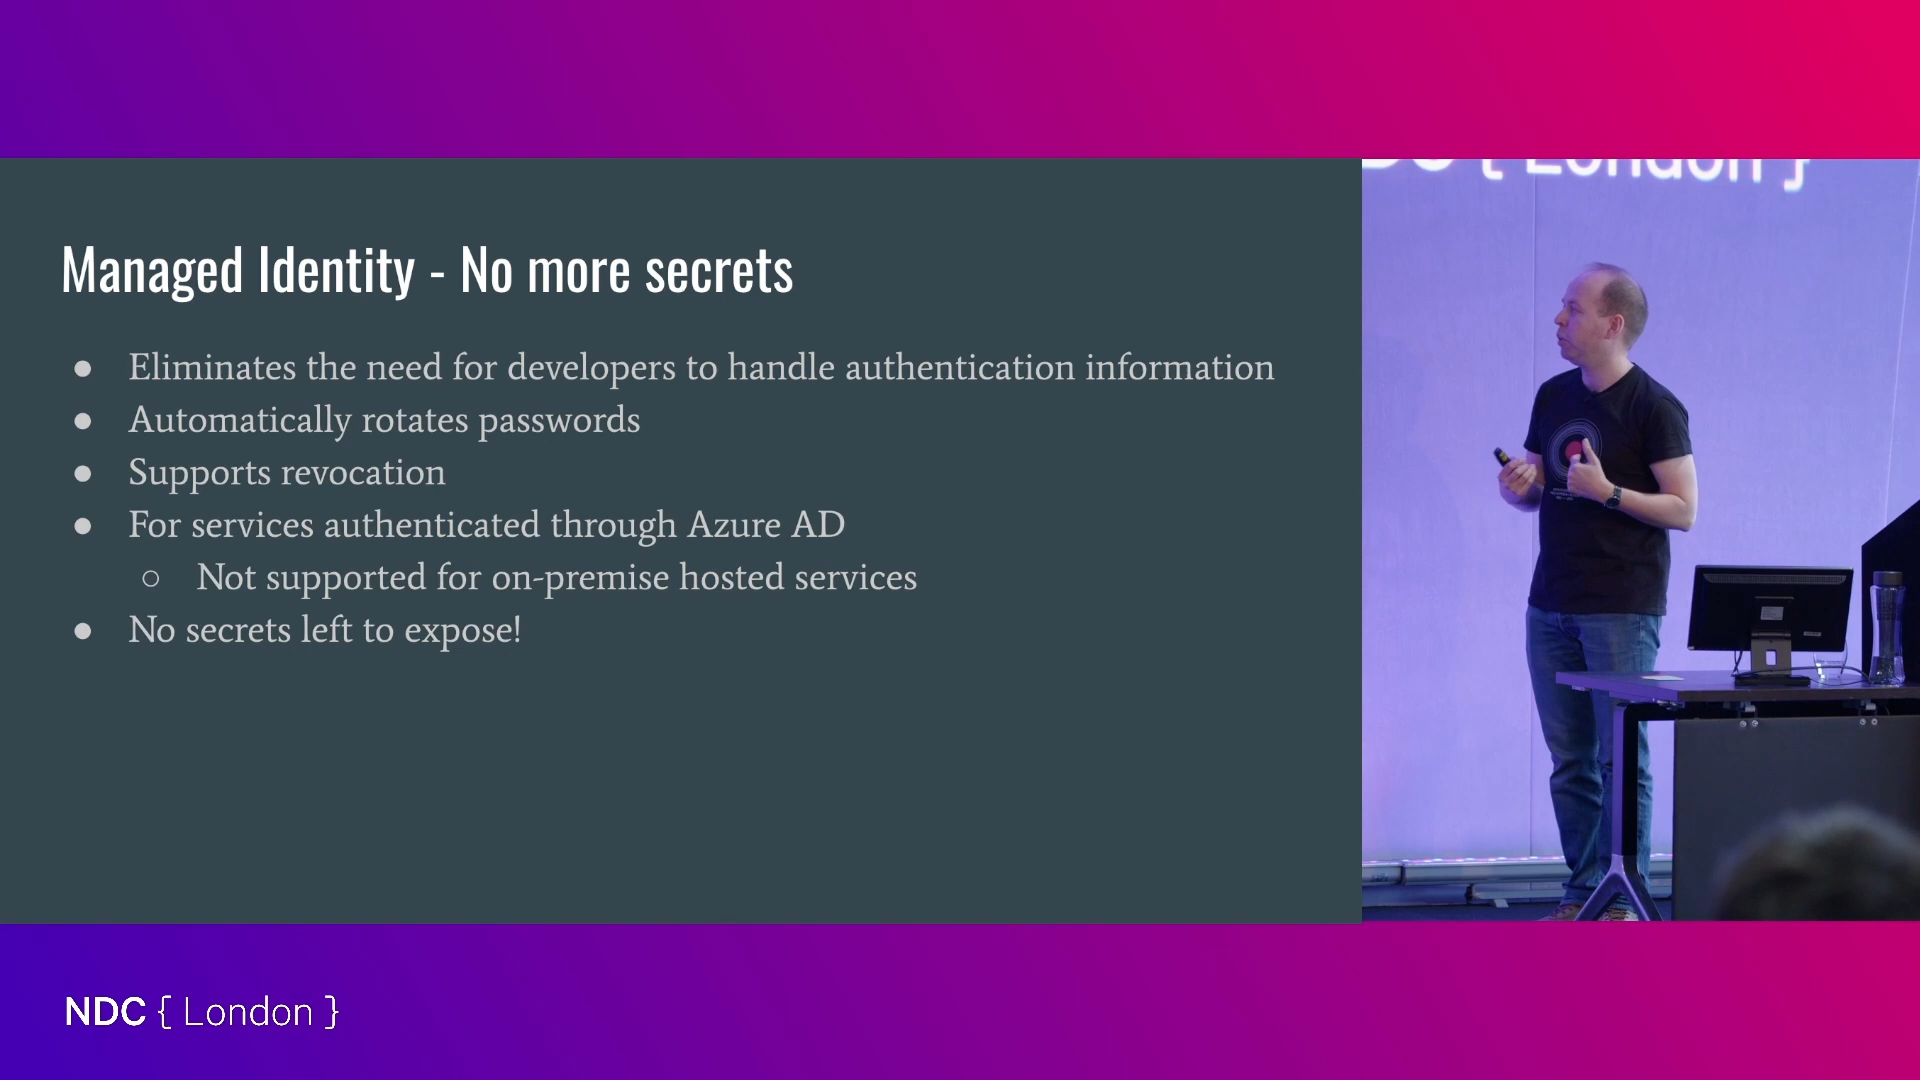 Managed Identity - No more secrets
● Eliminates the need for developers to handle authentication information
● Automatically rotates passwords
● Supports revocation
● For services authenticated through Azure AD
○ Not supported for on-premise hosted services
● No secrets left to expose!
{ London }
NDC { London }